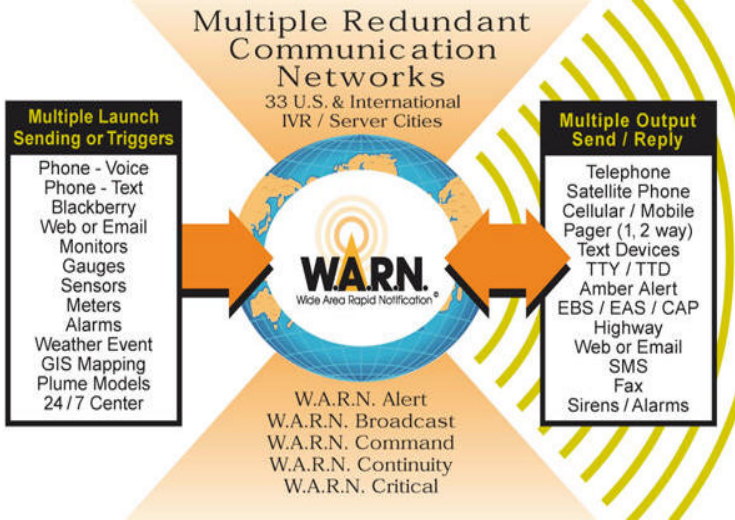 Multiple Redundant
Communication
Networks
33 U.S. & International
IVR / Server Cities
Multiple Launch
Sending or Triggers
Phone - Voice
Phone - Text
Blackberry
Web or Email
Monitors
Gauges
Sensors
Meters
Alarms
Weather Event
GIS Mapping
Plume Models
24/7 Center
W.A.R.N.
Wide Area Rapid Notification©
W.A.R.N. Alert
W.A.R.N. Broadcast
W.A.R.N. Command
W.A.R.N. Continuity
W.A.R.N. Critical
Multiple Output
Send / Reply
Telephone
Satellite Phone
Cellular / Mobile
Pager (1, 2 way)
Text Devices
TTY / TTD
Amber Alert
EBS / EAS / CAP
Highway
Web or Email
SMS
Fax
Sirens / Alarms